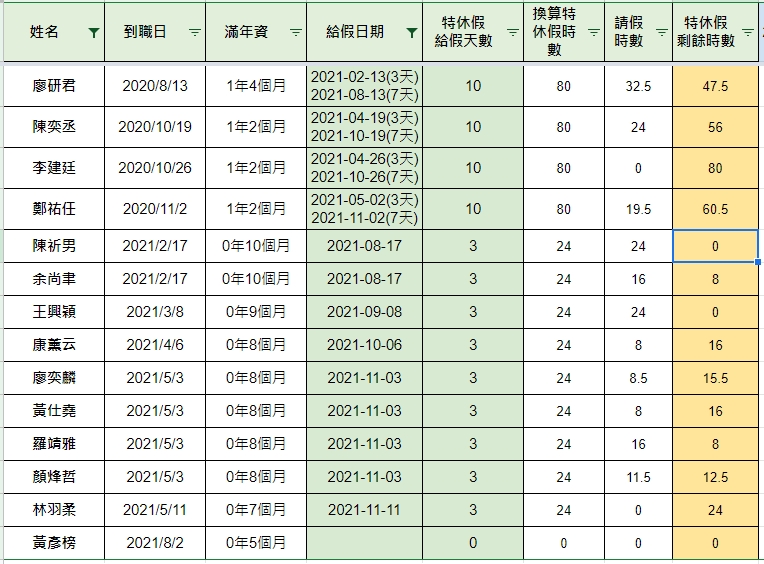 姓名 到職日 滿年資 給假日期 特休假給假天數 換算特休假時數 請假時數 特休假剩餘時數
廖研君 2020/8/13 1年4個月 2021-02-13(3天) 2021-08-13(7天) 10 80 32.5 47.5
陳奕丞 2020/10/19 1年2個月 2021-04-19(3天) 2021-10-19(7天) 10 80 24 56
李建廷 2020/10/26 1年2個月 2021-04-26(3天) 2021-10-26(7天) 10 80 0 80
鄭祐任 2020/11/2 1年2個月 2021-05-02(3天) 2021-11-02(7天) 10 80 19.5 60.5
陳祈男 2021/2/17 0年10個月 2021-08-17 3 24 24 0
余尚聿 2021/2/17 0年10個月 2021-08-17 3 24 16 8
王興穎 2021/3/8 0年9個月 2021-09-08 3 24 24 0
康薰云 2021/4/6 0年8個月 2021-10-06 3 24 8 16
廖奕麟 2021/5/3 0年8個月 2021-11-03 3 24 8.5 15.5
黃仕堯 2021/5/3 0年8個月 2021-11-03 3 24 8 16
羅靖雅 2021/5/3 0年8個月 2021-11-03 3 24 16 8
顏烽哲 2021/5/3 0年8個月 2021-11-03 3 24 11.5 12.5
林羽柔 2021/5/11 0年7個月 2021-11-11 3 24 0 24
黃彥榜 2021/8/2 0年5個月 0 0 0 0